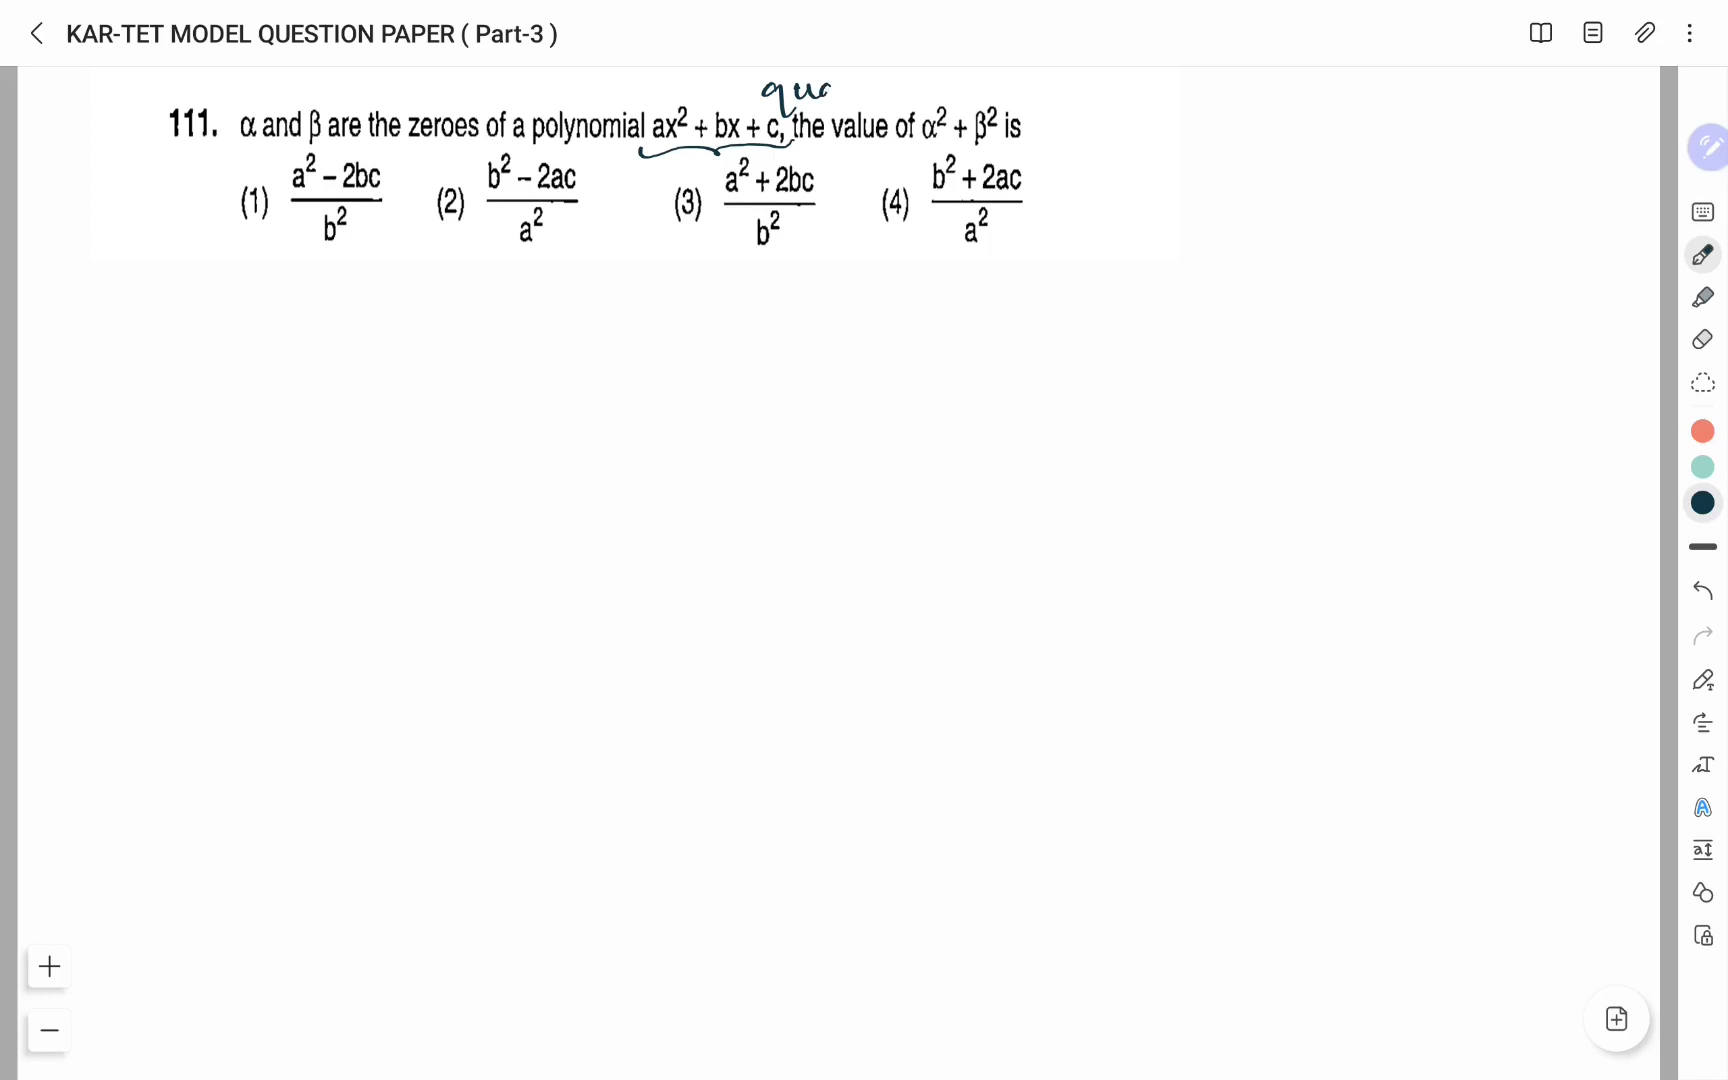 KAR-TET MODEL QUESTION PAPER ( Part-3 )
qua
111. α and β are the zeroes of a polynomial ax² + bx + c, the value of α² + β² is
(1) a² – 2bc / b² (2) b² – 2ac / a² (3) a² + 2bc / b² (4) b² + 2ac / a²